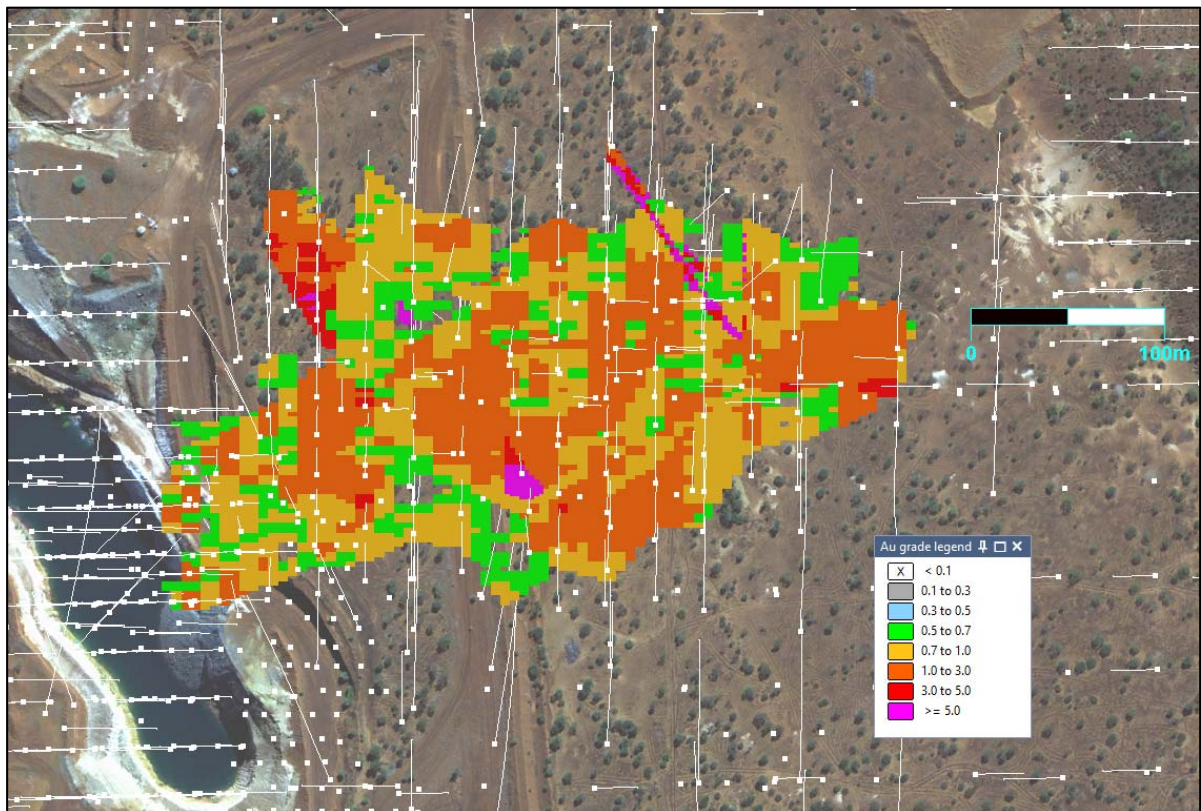 0
100m
Au grade legend
X < 0.1
0.1 to 0.3
0.3 to 0.5
0.5 to 0.7
0.7 to 1.0
1.0 to 3.0
3.0 to 5.0
>= 5.0